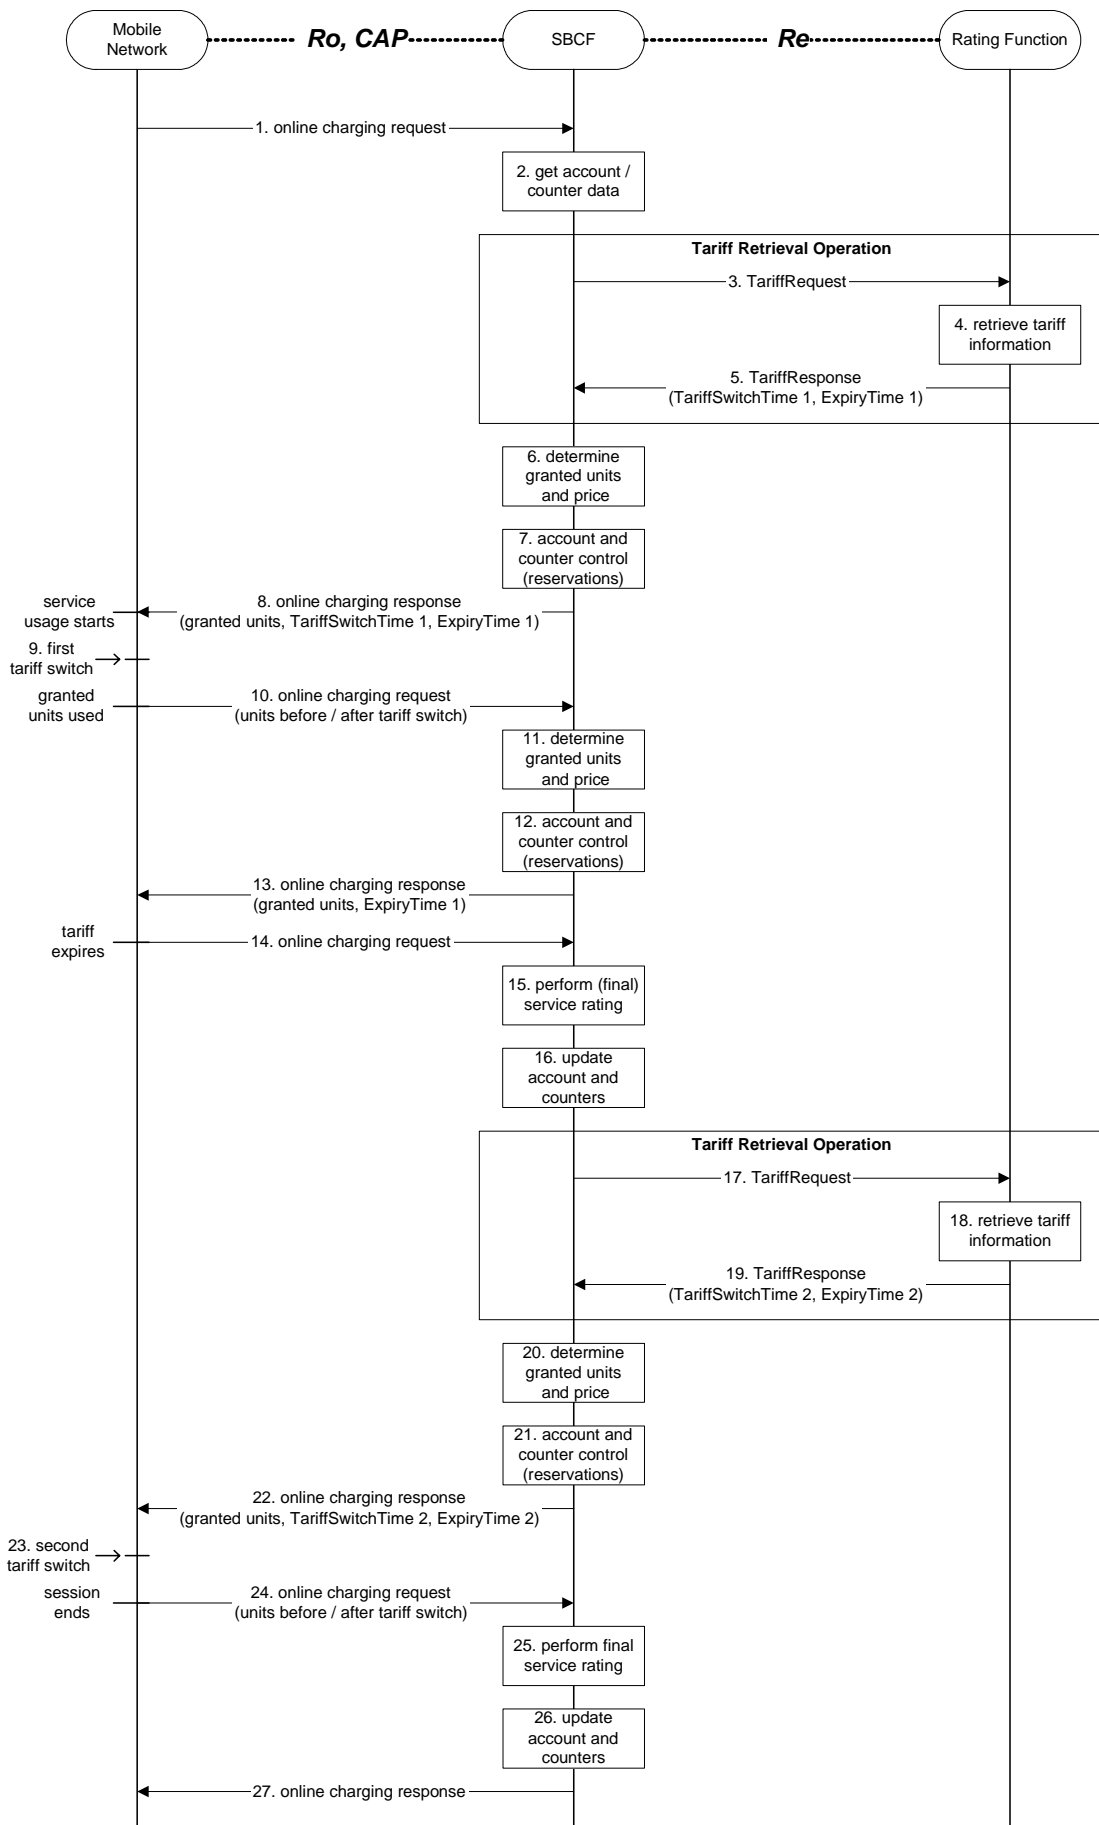 Mobile
Network
Ro, CAP
SBCF
Re
Rating Function
1. online charging request
2. get account /
counter data
Tariff Retrieval Operation
3. TariffRequest
4. retrieve tariff
information
5. TariffResponse
(TariffSwitchTime 1, ExpiryTime 1)
6. determine
granted units
and price
7. account and
counter control
(reservations)
service
usage starts
8. online charging response
(granted units, TariffSwitchTime 1, ExpiryTime 1)
9. first
tariff switch
granted
units used
10. online charging request
(units before / after tariff switch)
11. determine
granted units
and price
12. account and
counter control
(reservations)
13. online charging response
(granted units, ExpiryTime 1)
tariff
expires
14. online charging request
15. perform (final)
service rating
16. update
account and
counters
Tariff Retrieval Operation
17. TariffRequest
18. retrieve tariff
information
19. TariffResponse
(TariffSwitchTime 2, ExpiryTime 2)
20. determine
granted units
and price
21. account and
counter control
(reservations)
22. online charging response
(granted units, TariffSwitchTime 2, ExpiryTime 2)
23. second
tariff switch
session
ends
24. online charging request
(units before / after tariff switch)
25. perform final
service rating
26. update
account and
counters
27. online charging response